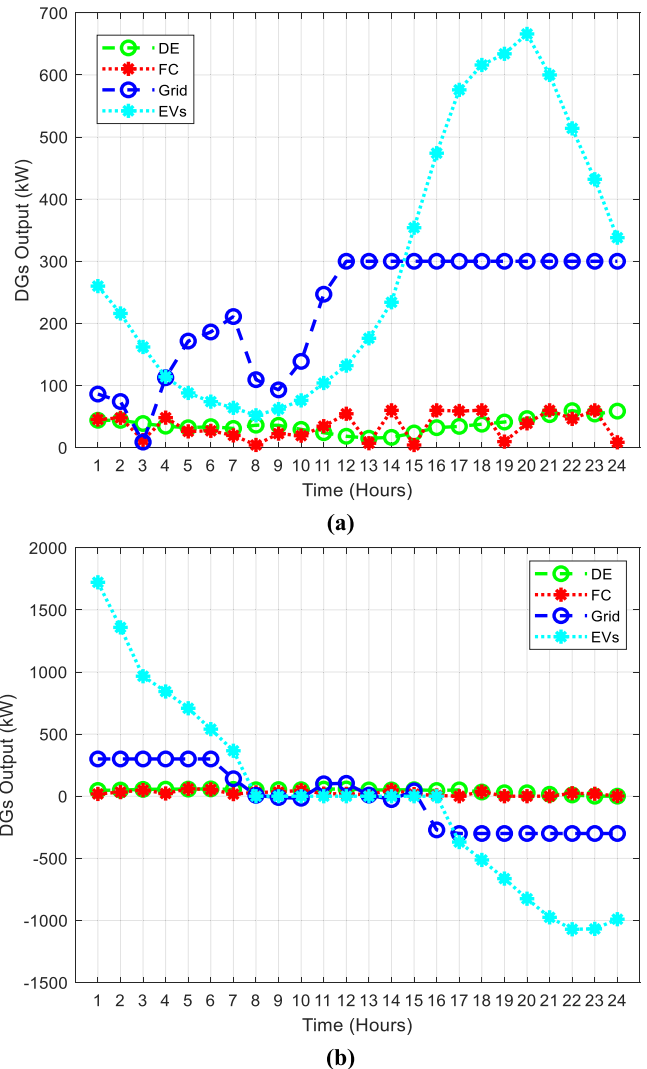 700
600
500
400
300
200
100
0
DGs Output (kW)
DE
FC
Grid
EVs
1 2 3 4 5 6 7 8 9 10 11 12 13 14 15 16 17 18 19 20 21 22 23 24
Time (Hours)
(a)
2000
1500
1000
500
0
-500
-1000
-1500
DGs Output (kW)
DE
FC
Grid
EVs
1 2 3 4 5 6 7 8 9 10 11 12 13 14 15 16 17 18 19 20 21 22 23 24
Time (Hours)
(b)